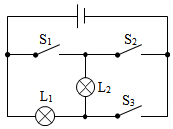 S₁ S₂
L₂
L₁ S₃